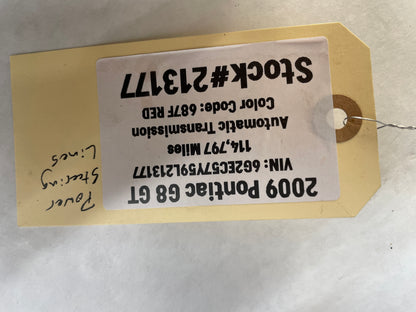 2009 Pontiac G8 GT
VIN: 6G2EC57Y59L213177
114,797 Miles
Automatic Transmission
Color Code: 687F RED
Stock#213177
Power
Steering
Lines